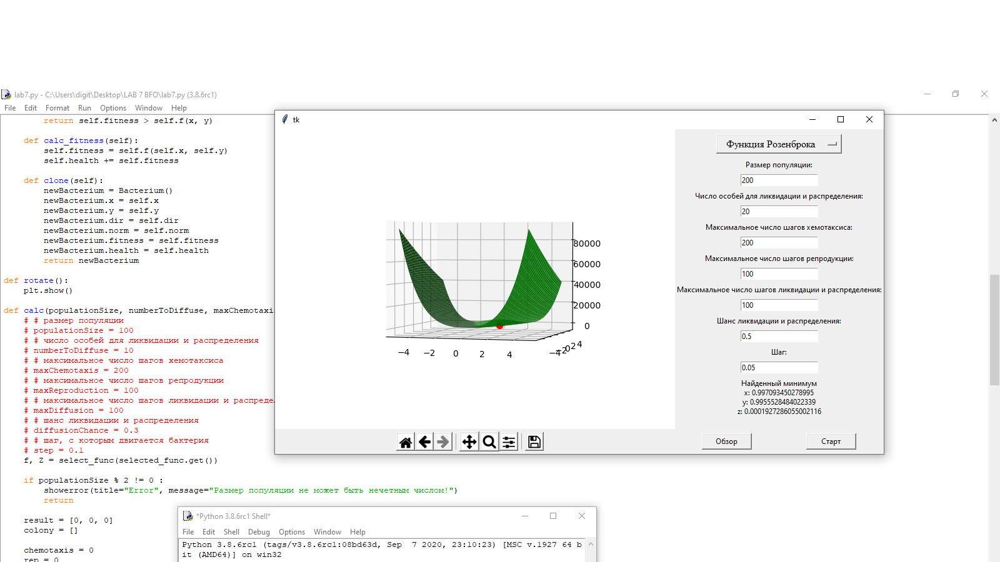 lab7.py - C:\Users\digit\Desktop\LAB 7 BFO\lab7.py (3.8.6rc1)
File Edit Format Run Options Window Help
return self.fitness > self.f(x, y)
def calc_fitness(self):
self.fitness = self.f(self.x, self.y)
self.health += self.fitness
def clone(self):
newBacterium = Bacterium()
newBacterium.x = self.x
newBacterium.y = self.y
newBacterium.dir = self.dir
newBacterium.norm = self.norm
newBacterium.fitness = self.fitness
newBacterium.health = self.health
return newBacterium
def rotate():
plt.show()
def calc(populationSize, numberToDiffuse, maxChemotaxi
# # размер популяции
# populationSize = 100
# # число особей для ликвидации и распределения
# numberToDiffuse = 10
# # максимальное число шагов хемотаксиса
# maxChemotaxis = 200
# # максимальное число шагов репродукции
# maxReproduction = 100
# # максимальное число шагов ликвидации и распреде
# maxDiffusion = 100
# # шанс ликвидации и распределения
# diffusionChance = 0.3
# # шаг, с которым двигается бактерия
# step = 0.1
f, Z = select_func(selected_func.get())
if populationSize % 2 != 0 :
showerror(title="Error", message="Размер популяции не может быть нечетным числом!")
return
result = [0, 0, 0]
colony = []
chemotaxis = 0
rep = 0
tk
80000
60000
40000
20000
0
−4 −2 0 2 4
−4 −2 0 2 4
Функция Розенброка
Размер популяции:
200
Число особей для ликвидации и распределения:
20
Максимальное число шагов хемотаксиса:
200
Максимальное число шагов репродукции:
100
Максимальное число шагов ликвидации и распределения:
100
Шанс ликвидации и распределения:
0.5
Шаг:
0.05
Найденный минимум
x: 0.997093450278995
y: 0.9955528484022339
z: 0.0001927286055002116
Обзор Старт
*Python 3.8.6rc1 Shell*
File Edit Shell Debug Options Window Help
Python 3.8.6rc1 (tags/v3.8.6rc1:08bd63d, Sep  7 2020, 23:10:23) [MSC v.1927 64 b
it (AMD64)] on win32